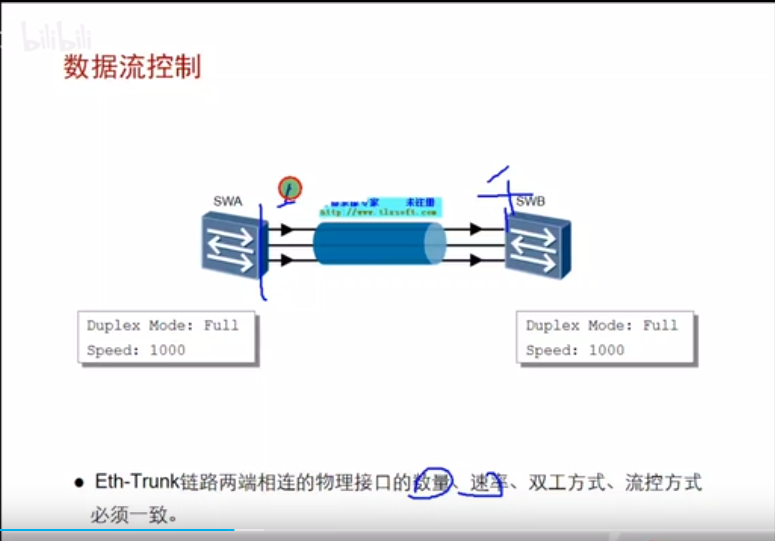 bilibili
数据流控制
SWA
未注册
SWB
http://www.tlxsoft.com
Duplex Mode: Full
Speed: 1000
Duplex Mode: Full
Speed: 1000
● Eth-Trunk链路两端相连的物理接口的数量、速率、双工方式、流控方式
必须一致。